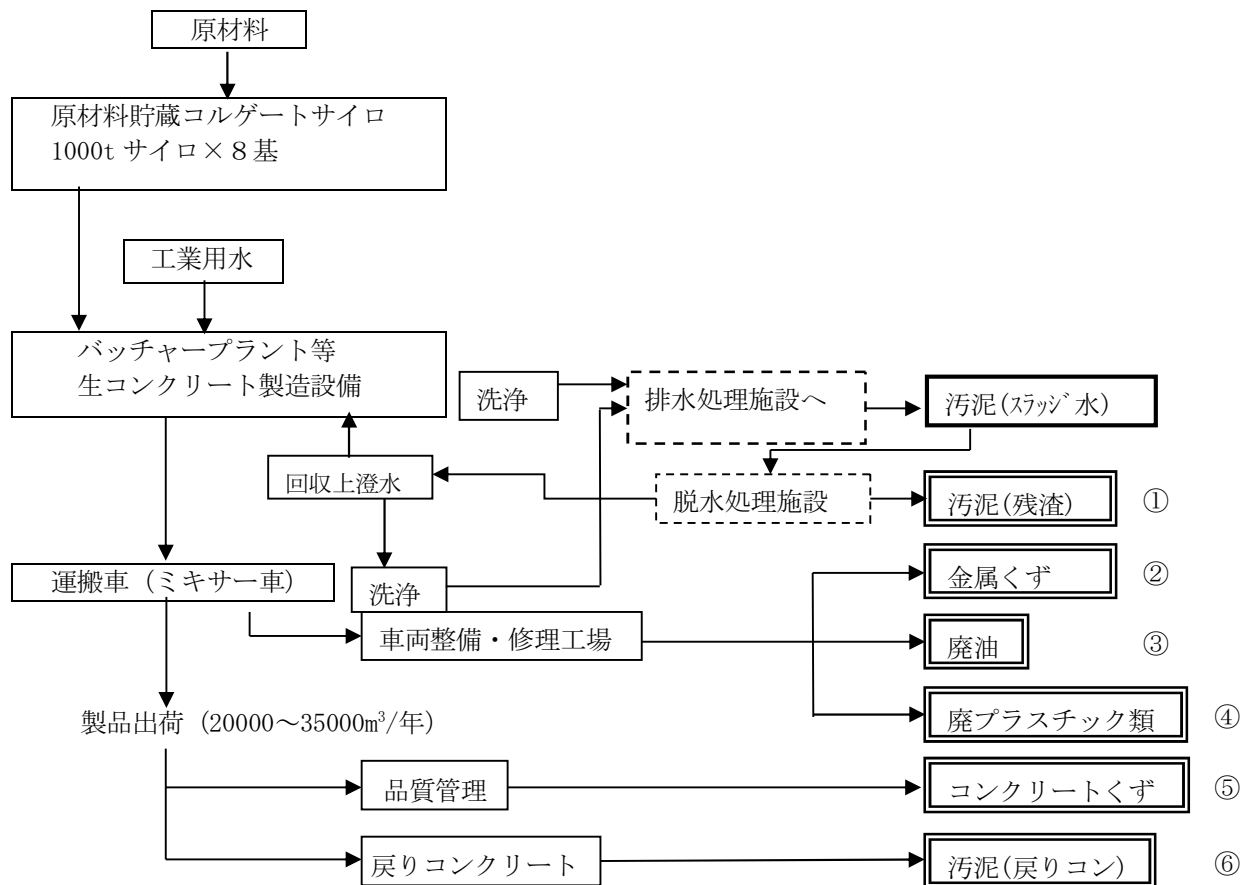 原材料
原材料貯蔵コルゲートサイロ
1000t サイロ×８基
工業用水
バッチャープラント等
生コンクリート製造設備
洗浄
排水処理施設へ
汚泥(ｽﾗｯｼﾞ水)
回収上澄水
脱水処理施設
汚泥(残渣)
①
運搬車 (ミキサー車)
洗浄
金属くず
②
車両整備・修理工場
廃油
③
製品出荷 (20000～35000m³/年)
廃プラスチック類
④
品質管理
コンクリートくず
⑤
戻りコンクリート
汚泥(戻りコン)
⑥